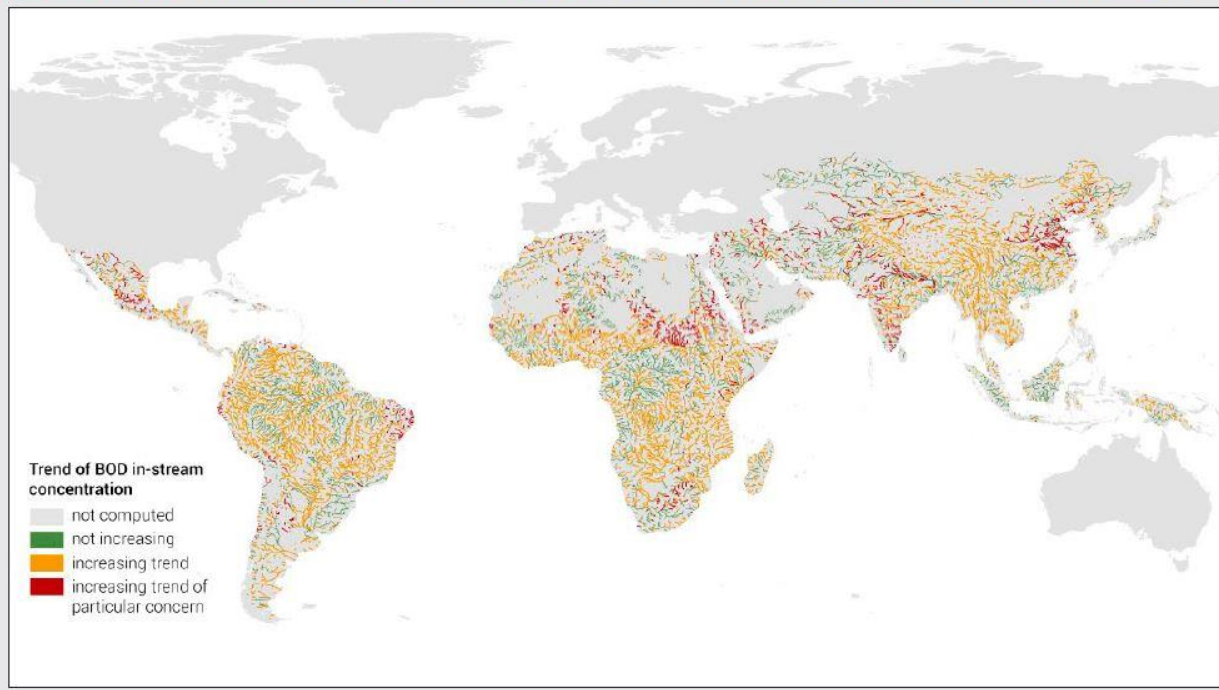 Trend of BOD in-stream
concentration
not computed
not increasing
increasing trend
increasing trend of
particular concern